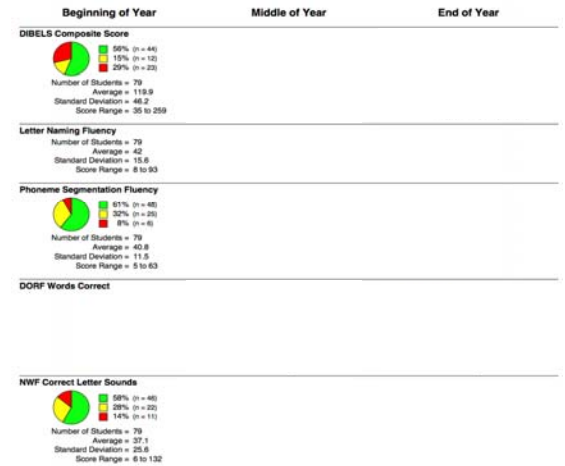 Beginning of Year Middle of Year End of Year
DIBELS Composite Score
56% (n = 44)
15% (n = 12)
29% (n = 23)
Number of Students = 79
Average = 119.9
Standard Deviation = 46.2
Score Range = 35 to 259
Letter Naming Fluency
Number of Students = 79
Average = 42
Standard Deviation = 15.6
Score Range = 8 to 93
Phoneme Segmentation Fluency
61% (n = 48)
32% (n = 25)
8% (n = 6)
Number of Students = 79
Average = 40.8
Standard Deviation = 11.5
Score Range = 5 to 63
DORF Words Correct
NWF Correct Letter Sounds
58% (n = 46)
28% (n = 22)
14% (n = 11)
Number of Students = 79
Average = 37.1
Standard Deviation = 25.6
Score Range = 6 to 132